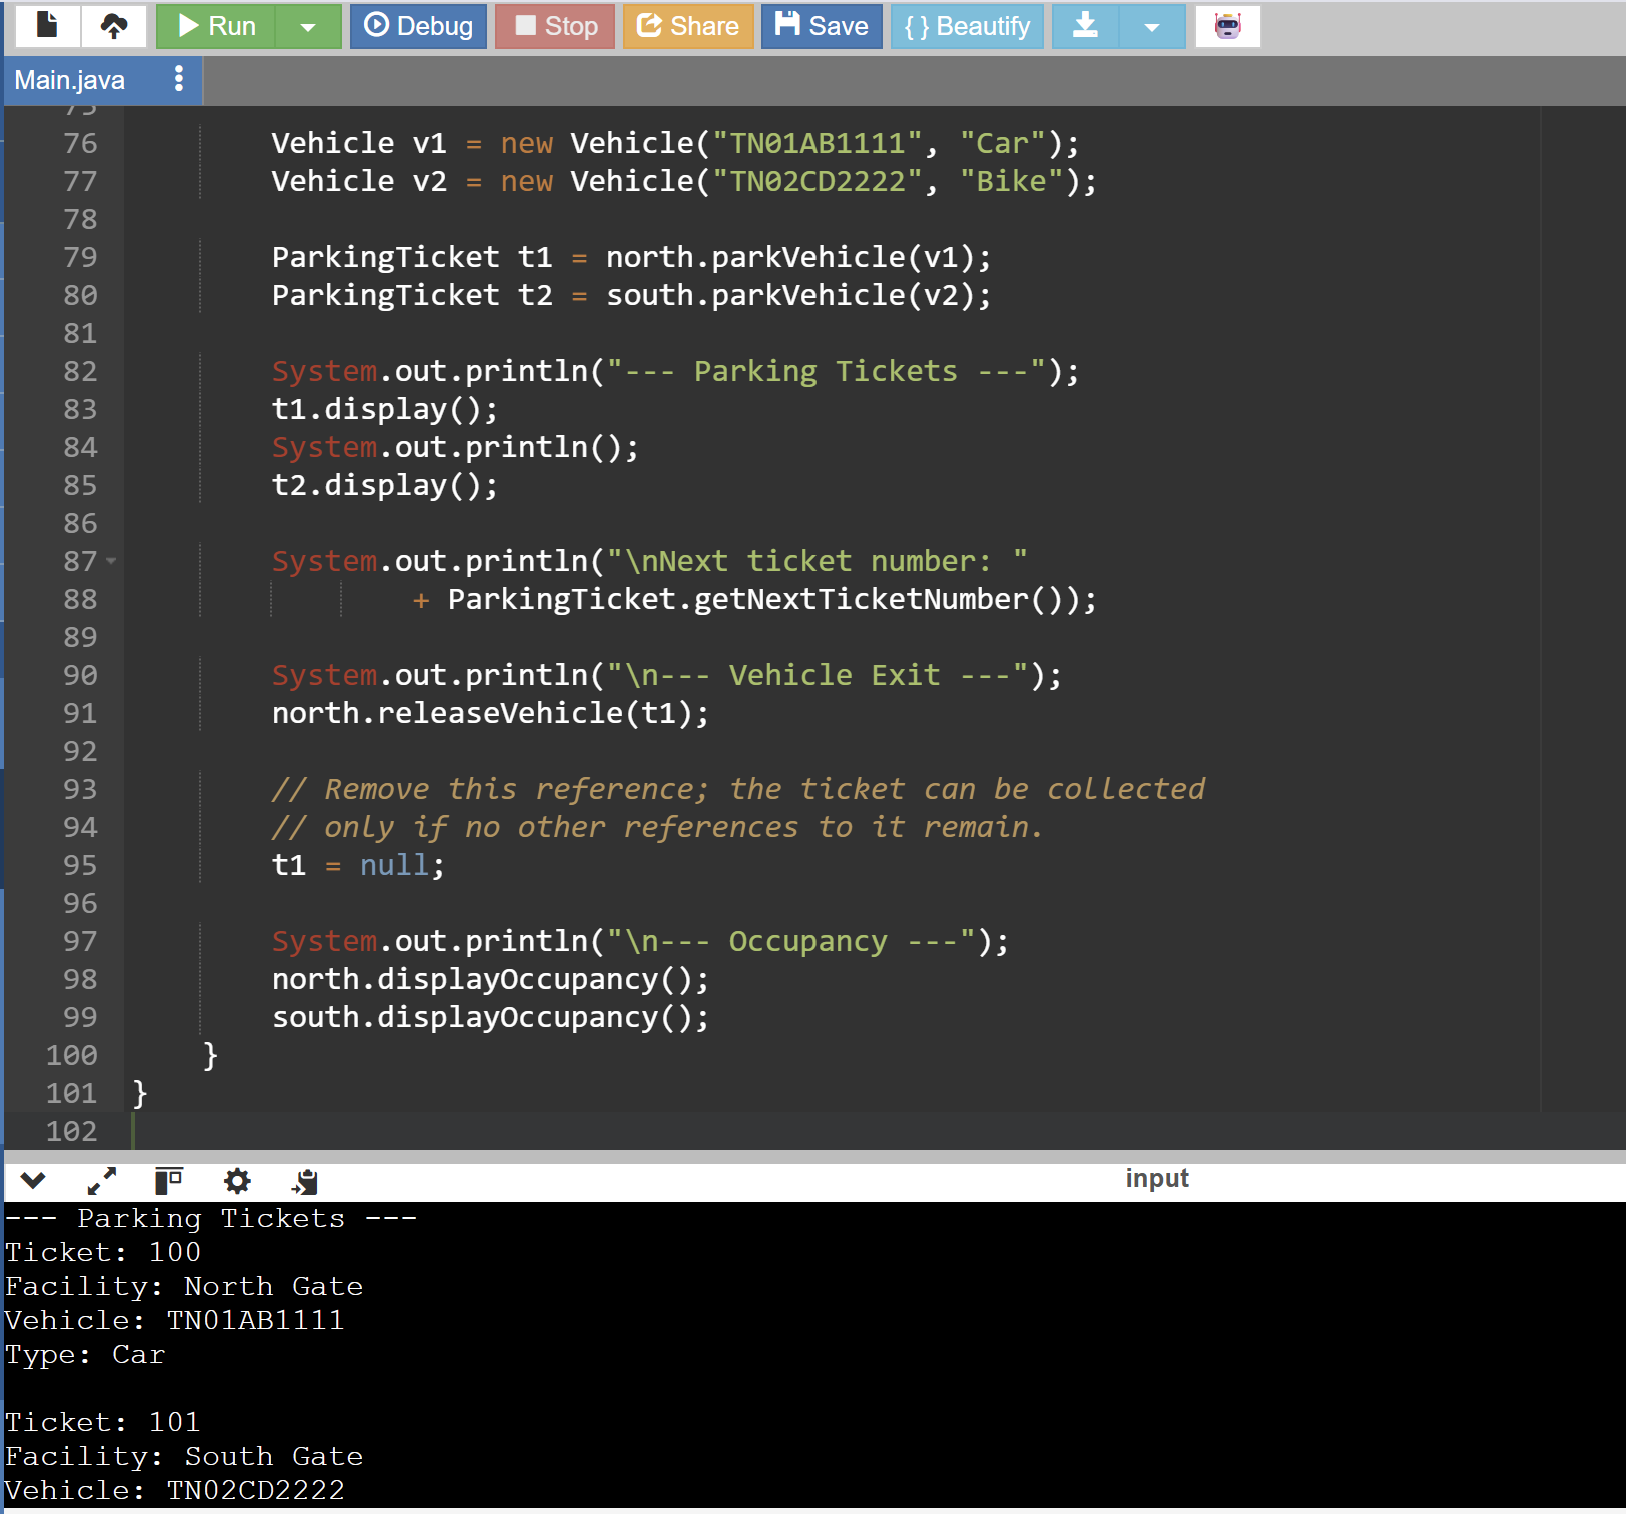 Run Debug Stop Share Save { } Beautify
Main.java
76 Vehicle v1 = new Vehicle("TN01AB1111", "Car");
77 Vehicle v2 = new Vehicle("TN02CD2222", "Bike");
78
79 ParkingTicket t1 = north.parkVehicle(v1);
80 ParkingTicket t2 = south.parkVehicle(v2);
81
82 System.out.println("--- Parking Tickets ---");
83 t1.display();
84 System.out.println();
85 t2.display();
86
87 System.out.println("\nNext ticket number: "
88 + ParkingTicket.getNextTicketNumber());
89
90 System.out.println("\n--- Vehicle Exit ---");
91 north.releaseVehicle(t1);
92
93 // Remove this reference; the ticket can be collected
94 // only if no other references to it remain.
95 t1 = null;
96
97 System.out.println("\n--- Occupancy ---");
98 north.displayOccupancy();
99 south.displayOccupancy();
100 }
101 }
102
input
--- Parking Tickets ---
Ticket: 100
Facility: North Gate
Vehicle: TN01AB1111
Type: Car
Ticket: 101
Facility: South Gate
Vehicle: TN02CD2222